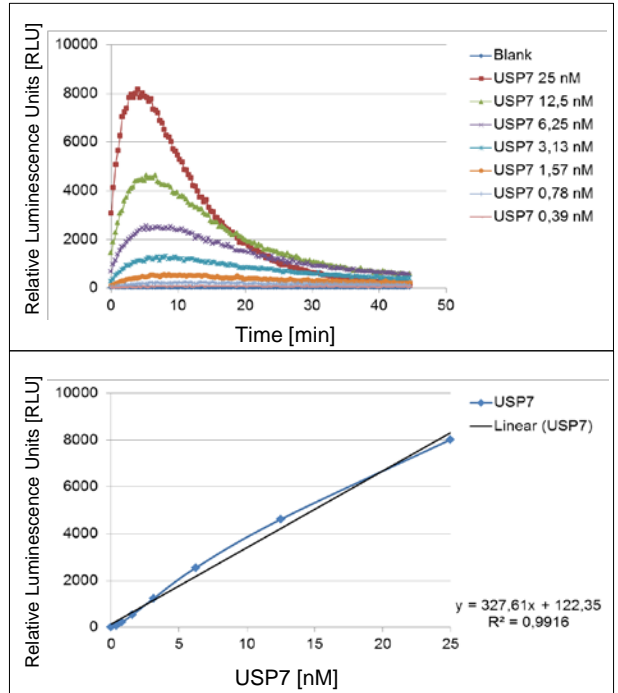 Relative Luminescence Units [RLU]
10000
8000
6000
4000
2000
0
0
10
20
30
40
50
Time [min]
Blank
USP7 25 nM
USP7 12,5 nM
USP7 6,25 nM
USP7 3,13 nM
USP7 1,57 nM
USP7 0,78 nM
USP7 0,39 nM
Relative Luminescence Units [RLU]
10000
8000
6000
4000
2000
0
0
5
10
15
20
25
USP7 [nM]
USP7
Linear (USP7)
y = 327,61x + 122,35
R² = 0,9916